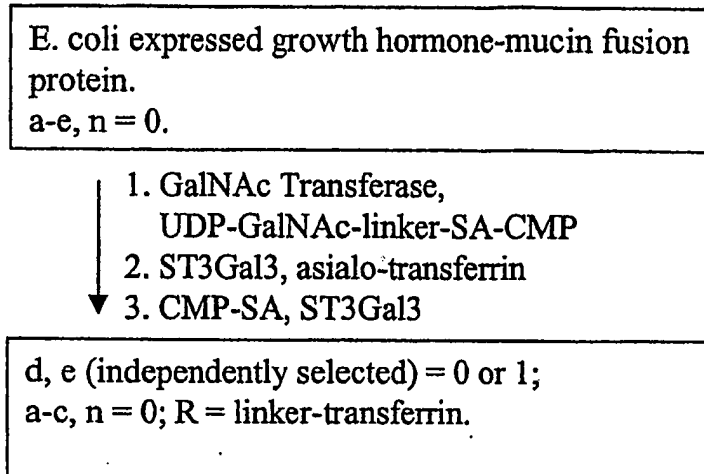 E. coli expressed growth hormone-mucin fusion
protein.
a-e, n = 0.
1. GalNAc Transferase,
UDP-GalNAc-linker-SA-CMP
2. ST3Gal3, asialo-transferrin
3. CMP-SA, ST3Gal3
d, e (independently selected) = 0 or 1;
a-c, n = 0; R = linker-transferrin.